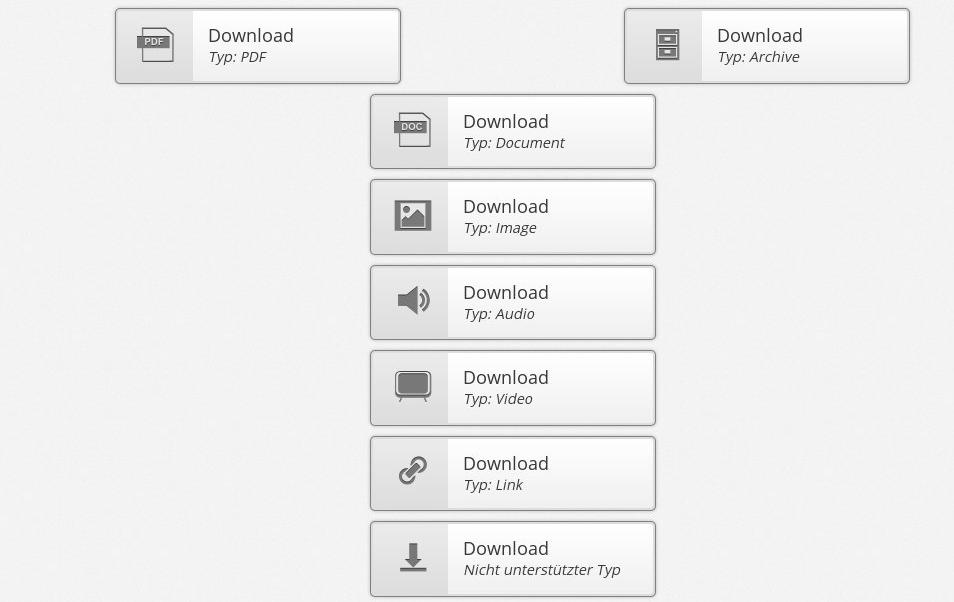 PDF
Download
Typ: PDF
Download
Typ: Archive
DOC
Download
Typ: Document
Download
Typ: Image
Download
Typ: Audio
Download
Typ: Video
Download
Typ: Link
Download
Nicht unterstützter Typ